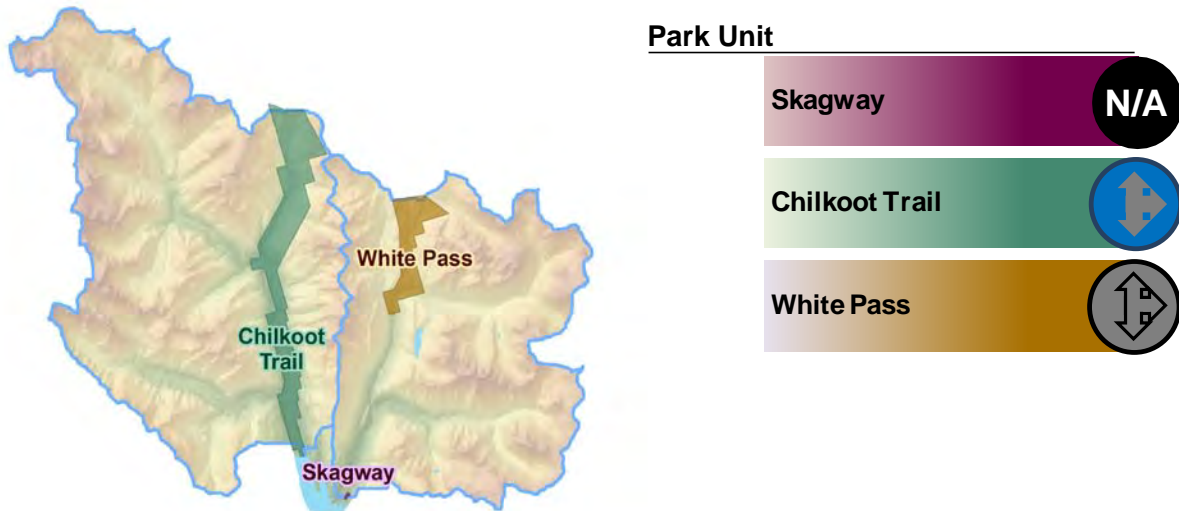 White Pass
Chilkoot
Trail
Skagway
Park Unit
Skagway
N/A
Chilkoot Trail
White Pass